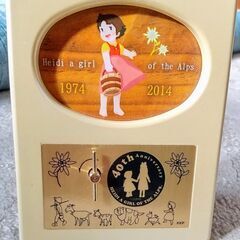 Heidi a girl of the Alps
1974 2014
40th
Anniversary
HEIDI A GIRL OF THE ALPS